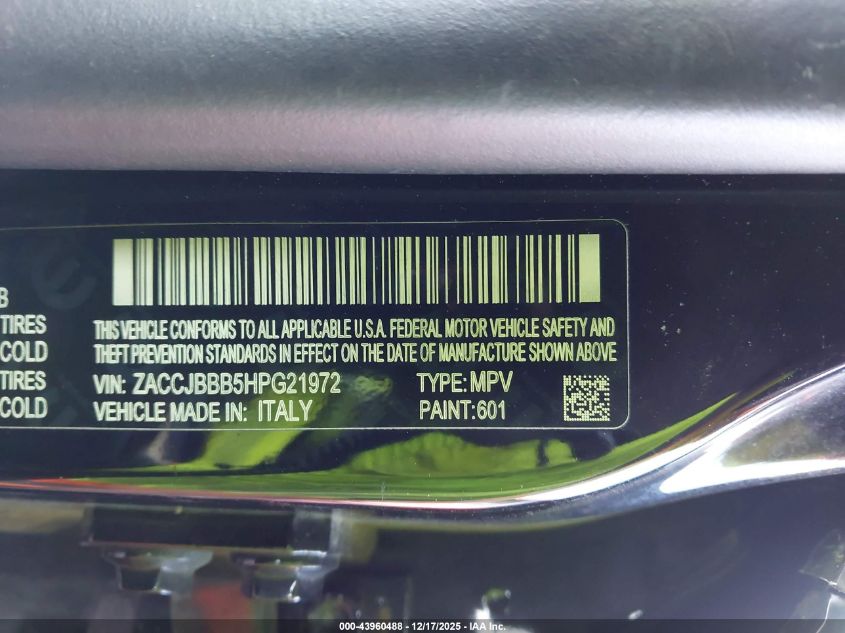 B
TIRES
COLD
TIRES
COLD
THIS VEHICLE CONFORMS TO ALL APPLICABLE U.S.A. FEDERAL MOTOR VEHICLE SAFETY AND
THEFT PREVENTION STANDARDS IN EFFECT ON THE DATE OF MANUFACTURE SHOWN ABOVE
VIN: ZACCJBBB5HPG21972 TYPE: MPV
VEHICLE MADE IN: ITALY PAINT:601
000-43960488 - 12/17/2025 - IAA Inc.